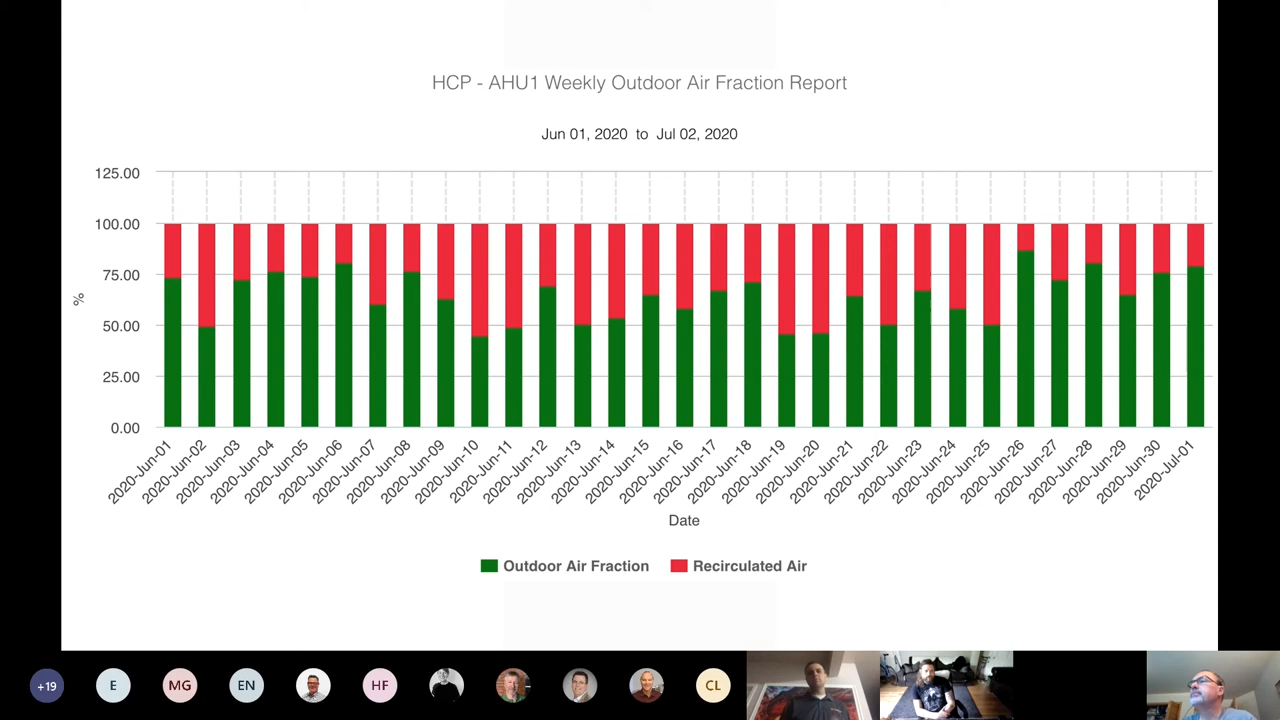 HCP - AHU1 Weekly Outdoor Air Fraction Report
Jun 01, 2020 to Jul 02, 2020
125.00
100.00
75.00
50.00
25.00
0.00
%
2020-Jun-01
2020-Jun-02
2020-Jun-03
2020-Jun-04
2020-Jun-05
2020-Jun-06
2020-Jun-07
2020-Jun-08
2020-Jun-09
2020-Jun-10
2020-Jun-11
2020-Jun-12
2020-Jun-13
2020-Jun-14
2020-Jun-15
2020-Jun-16
2020-Jun-17
2020-Jun-18
2020-Jun-19
2020-Jun-20
2020-Jun-21
2020-Jun-22
2020-Jun-23
2020-Jun-24
2020-Jun-25
2020-Jun-26
2020-Jun-27
2020-Jun-28
2020-Jun-29
2020-Jun-30
2020-Jul-01
Date
Outdoor Air Fraction Recirculated Air
+19 E MG EN HF CL